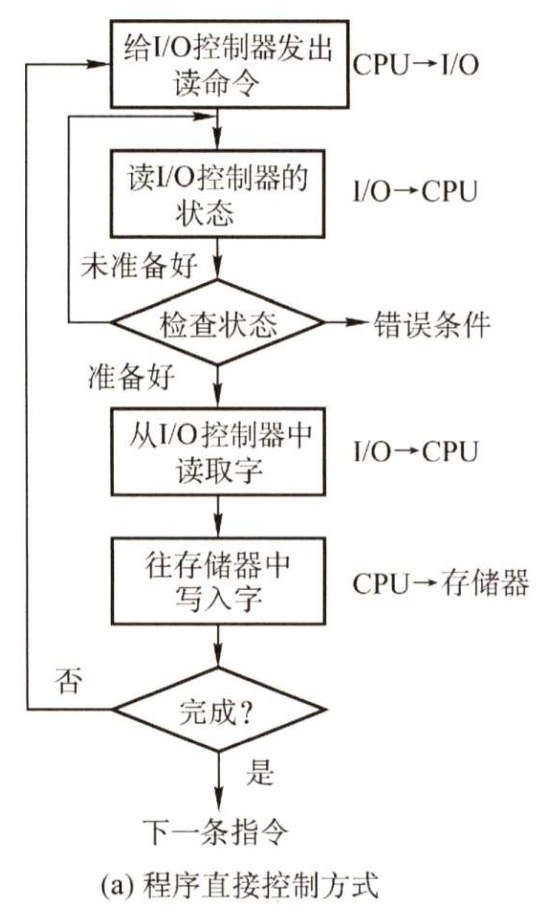 给I/O控制器发出
读命令
CPU→I/O
读I/O控制器的
状态
I/O→CPU
未准备好
检查状态
错误条件
准备好
从I/O控制器中
读取字
I/O→CPU
往存储器中
写入字
CPU→存储器
否
完成?
是
下一条指令
(a) 程序直接控制方式